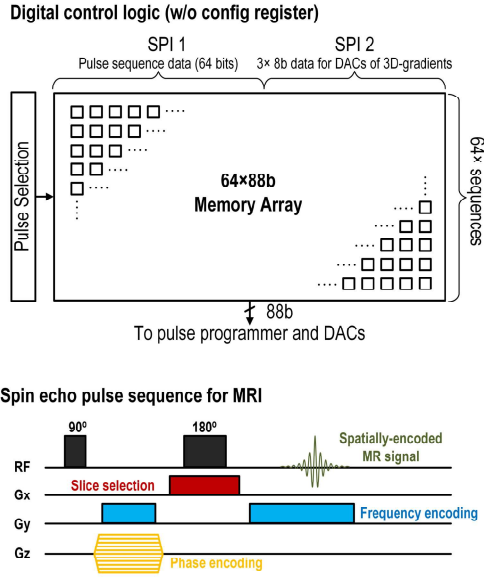 Digital control logic (w/o config register)
SPI 1
SPI 2
Pulse sequence data (64 bits)
3× 8b data for DACs of 3D-gradients
Pulse Selection
64×88b
Memory Array
64× sequences
88b
To pulse programmer and DACs
Spin echo pulse sequence for MRI
90⁰
180⁰
Spatially-encoded
MR signal
RF
Slice selection
Gx
Gy
Frequency encoding
Gz
Phase encoding